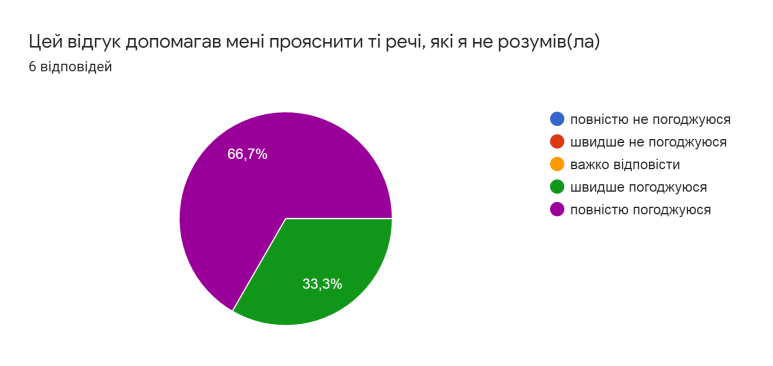 Цей відгук допомагав мені прояснити ті речі, які я не розумів(ла)
6 відповідей
66,7%
33,3%
повністю не погоджуюся
швидше не погоджуюся
важко відповісти
швидше погоджуюся
повністю погоджуюся